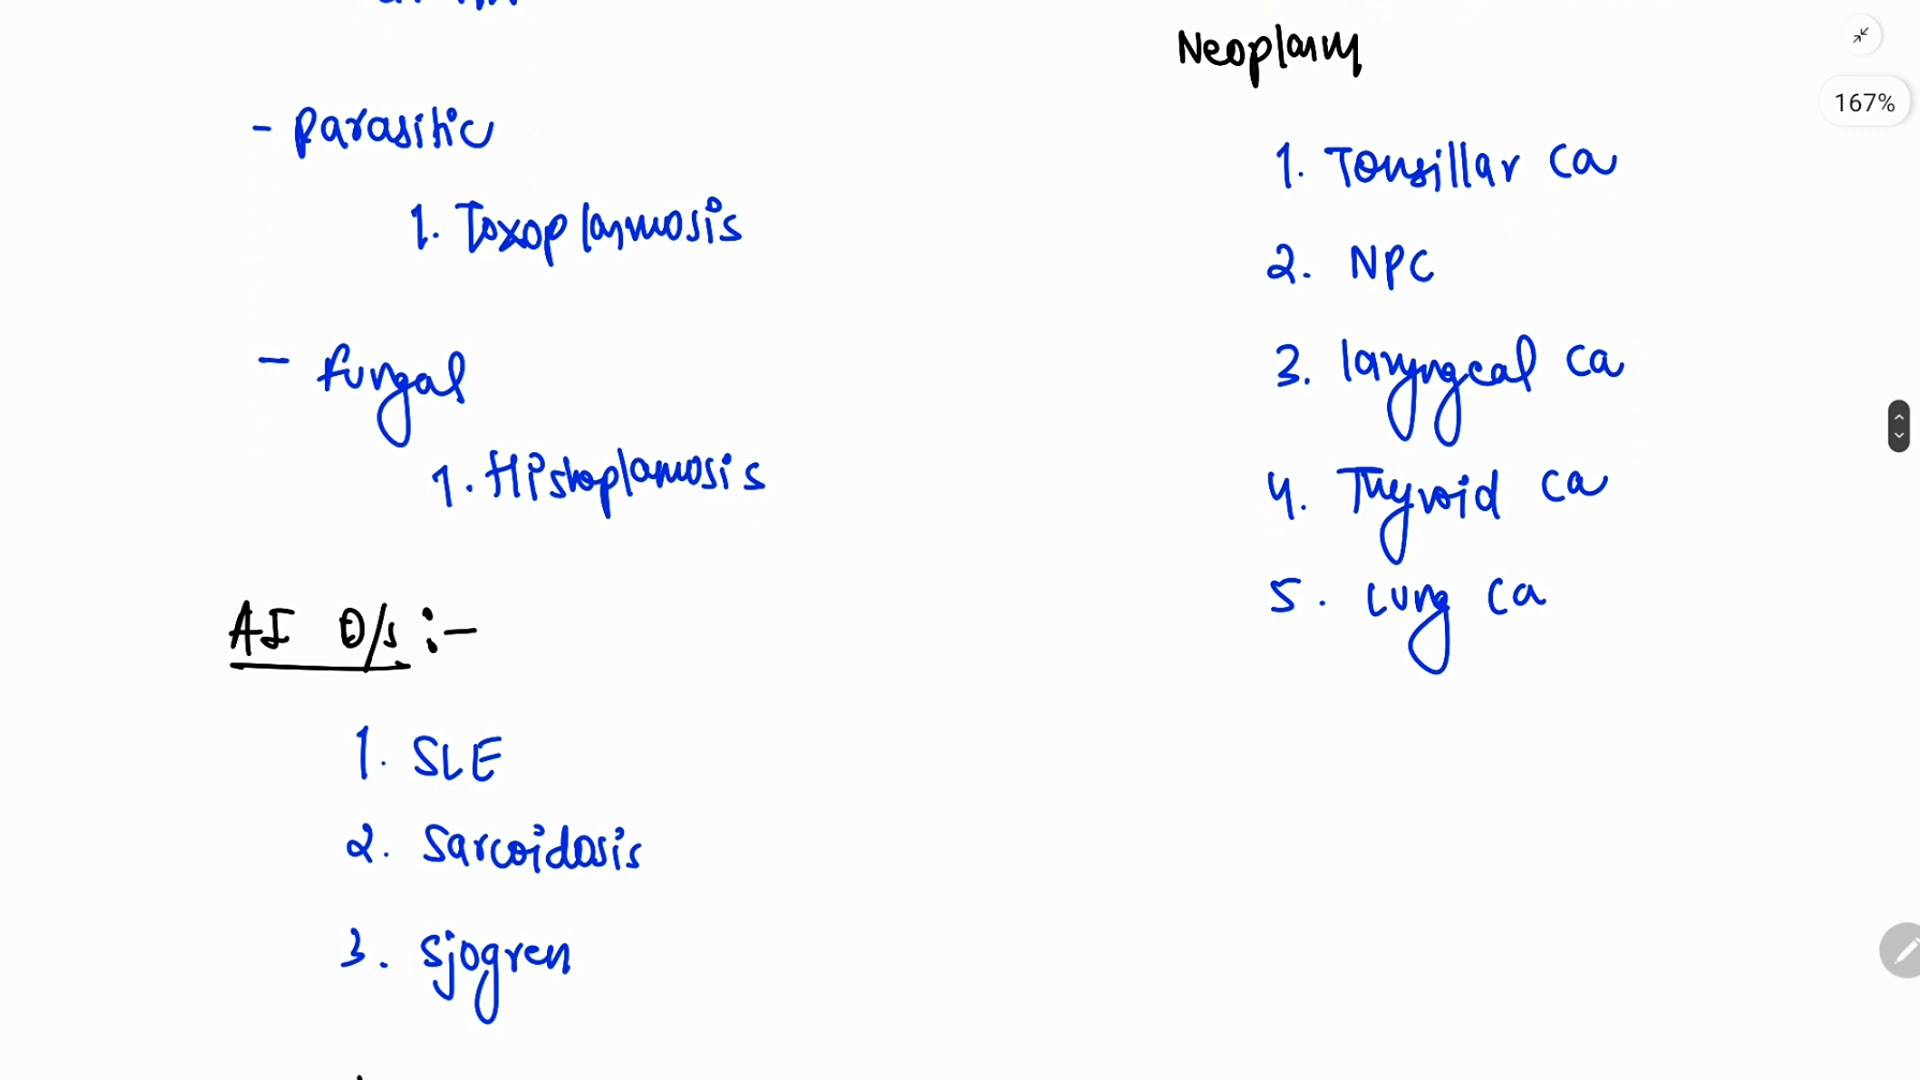 - Parasitic
1. Toxoplasmosis
- fungal
1. Histoplamosis
AI D/s :-
1. SLE
2. Sarcoidosis
3. Sjogren
Neoplasm
1. Tonsillar Ca
2. NPC
3. laryngeal Ca
4. Thyroid Ca
5. Lung Ca
167%